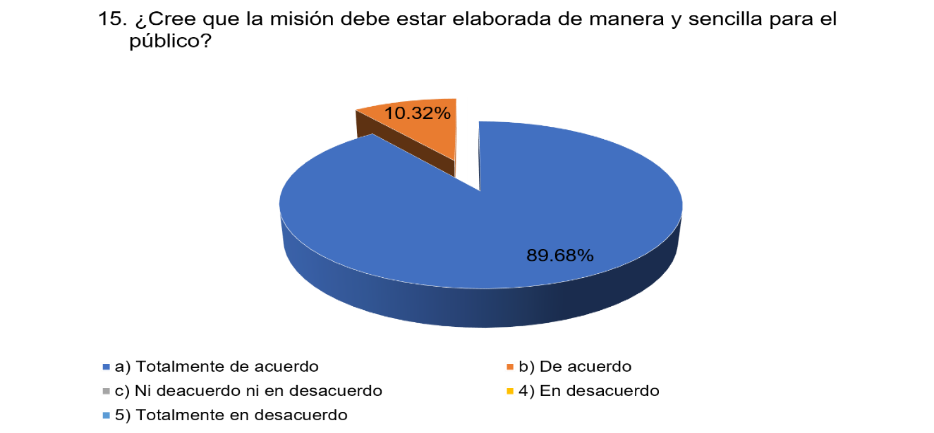 15. ¿Cree que la misión debe estar elaborada de manera y sencilla para el
público?
10.32%
89.68%
a) Totalmente de acuerdo
b) De acuerdo
c) Ni deacuerdo ni en desacuerdo
4) En desacuerdo
5) Totalmente en desacuerdo